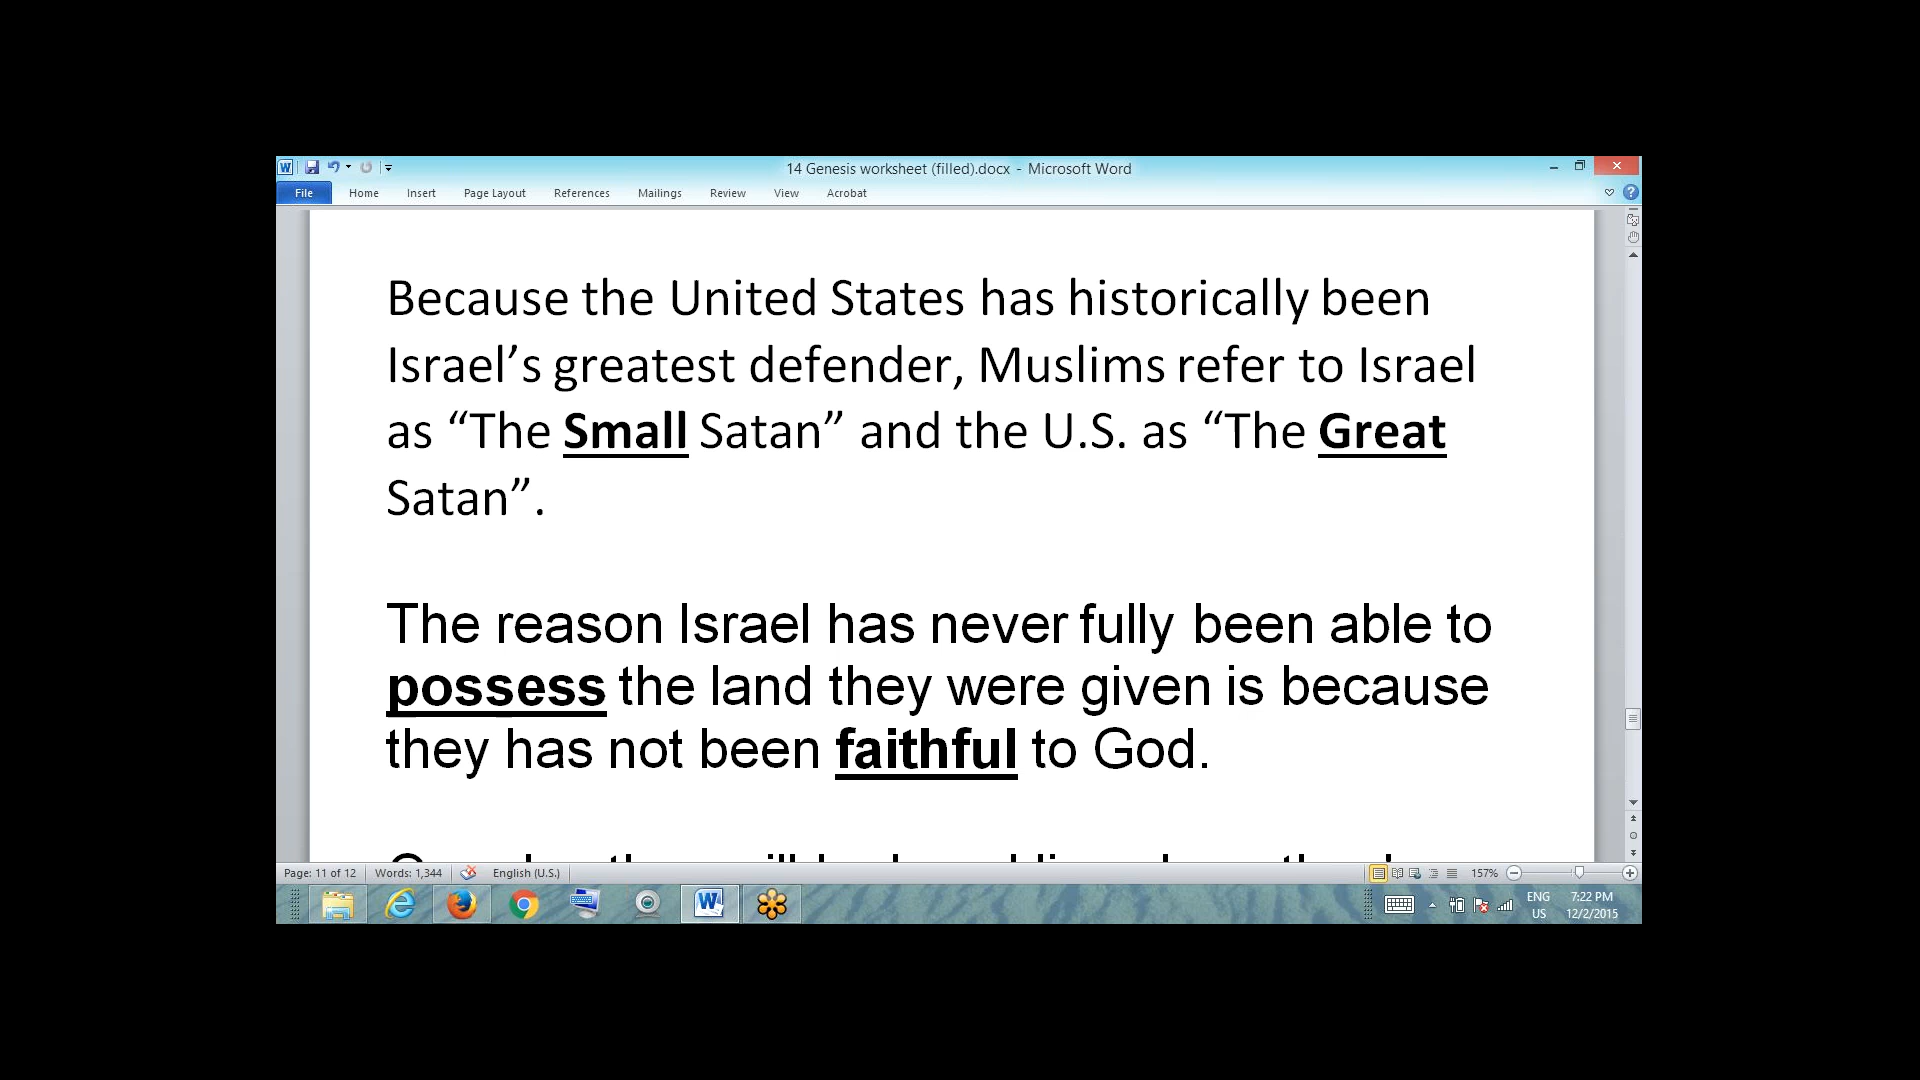 14 Genesis worksheet (filled).docx - Microsoft Word
File Home Insert Page Layout References Mailings Review View Acrobat
Because the United States has historically been
Israel’s greatest defender, Muslims refer to Israel
as “The Small Satan” and the U.S. as “The Great
Satan”.
The reason Israel has never fully been able to
possess the land they were given is because
they has not been faithful to God.
Page: 11 of 12 Words: 1,344 English (U.S.) 157%
ENG 7:22 PM
US 12/2/2015